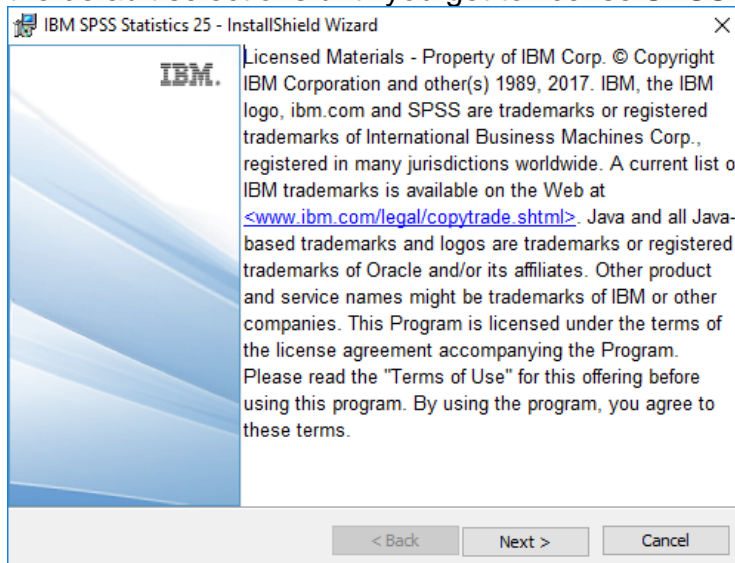 IBM SPSS Statistics 25 - InstallShield Wizard
IBM.
Licensed Materials - Property of IBM Corp. © Copyright
IBM Corporation and other(s) 1989, 2017. IBM, the IBM
logo, ibm.com and SPSS are trademarks or registered
trademarks of International Business Machines Corp.,
registered in many jurisdictions worldwide. A current list o
IBM trademarks is available on the Web at
<www.ibm.com/legal/copytrade.shtml>. Java and all Java-
based trademarks and logos are trademarks or registered
trademarks of Oracle and/or its affiliates. Other product
and service names might be trademarks of IBM or other
companies. This Program is licensed under the terms of
the license agreement accompanying the Program.
Please read the "Terms of Use" for this offering before
using this program. By using the program, you agree to
these terms.
< Back
Next >
Cancel